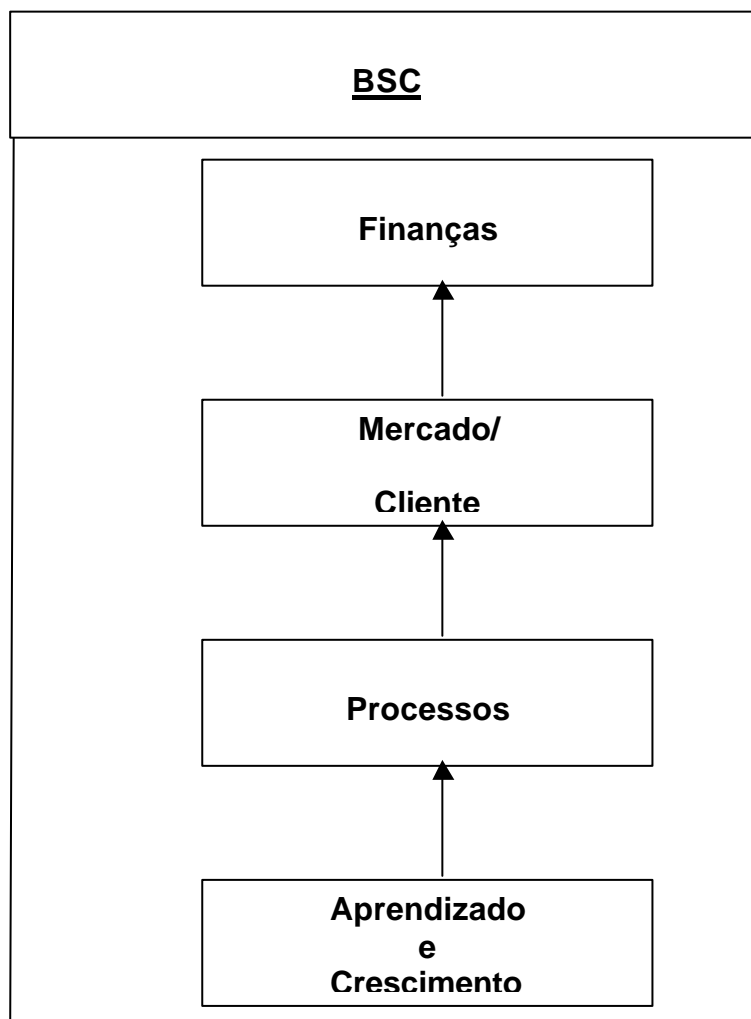 BSC
Finanças
Mercado/
Cliente
Processos
Aprendizado
e
Crescimento